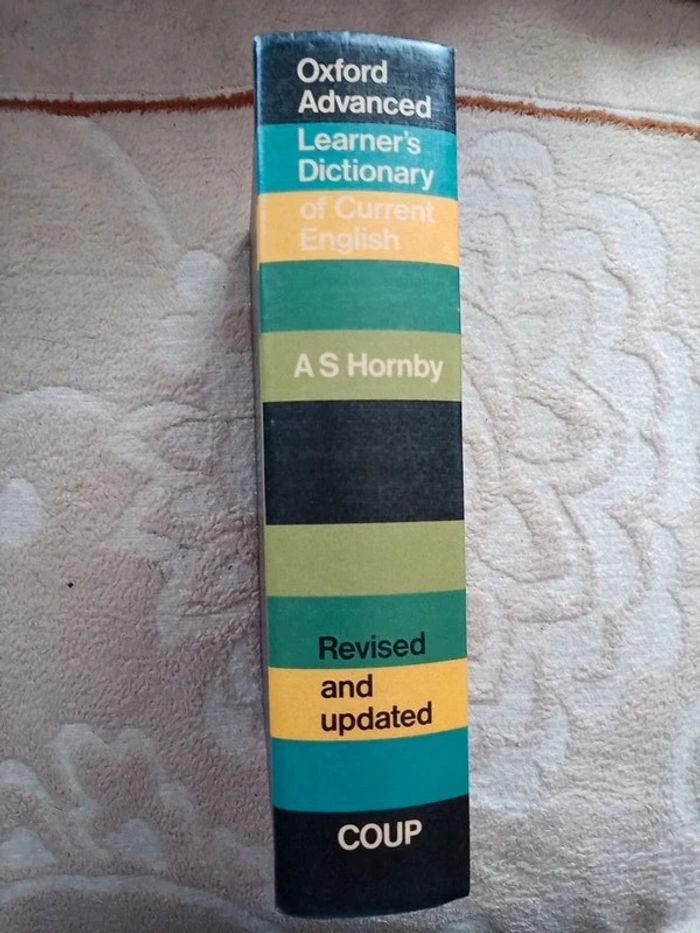 Oxford
Advanced
Learner's
Dictionary
of Current
English
A S Hornby
Revised
and
updated
COUP